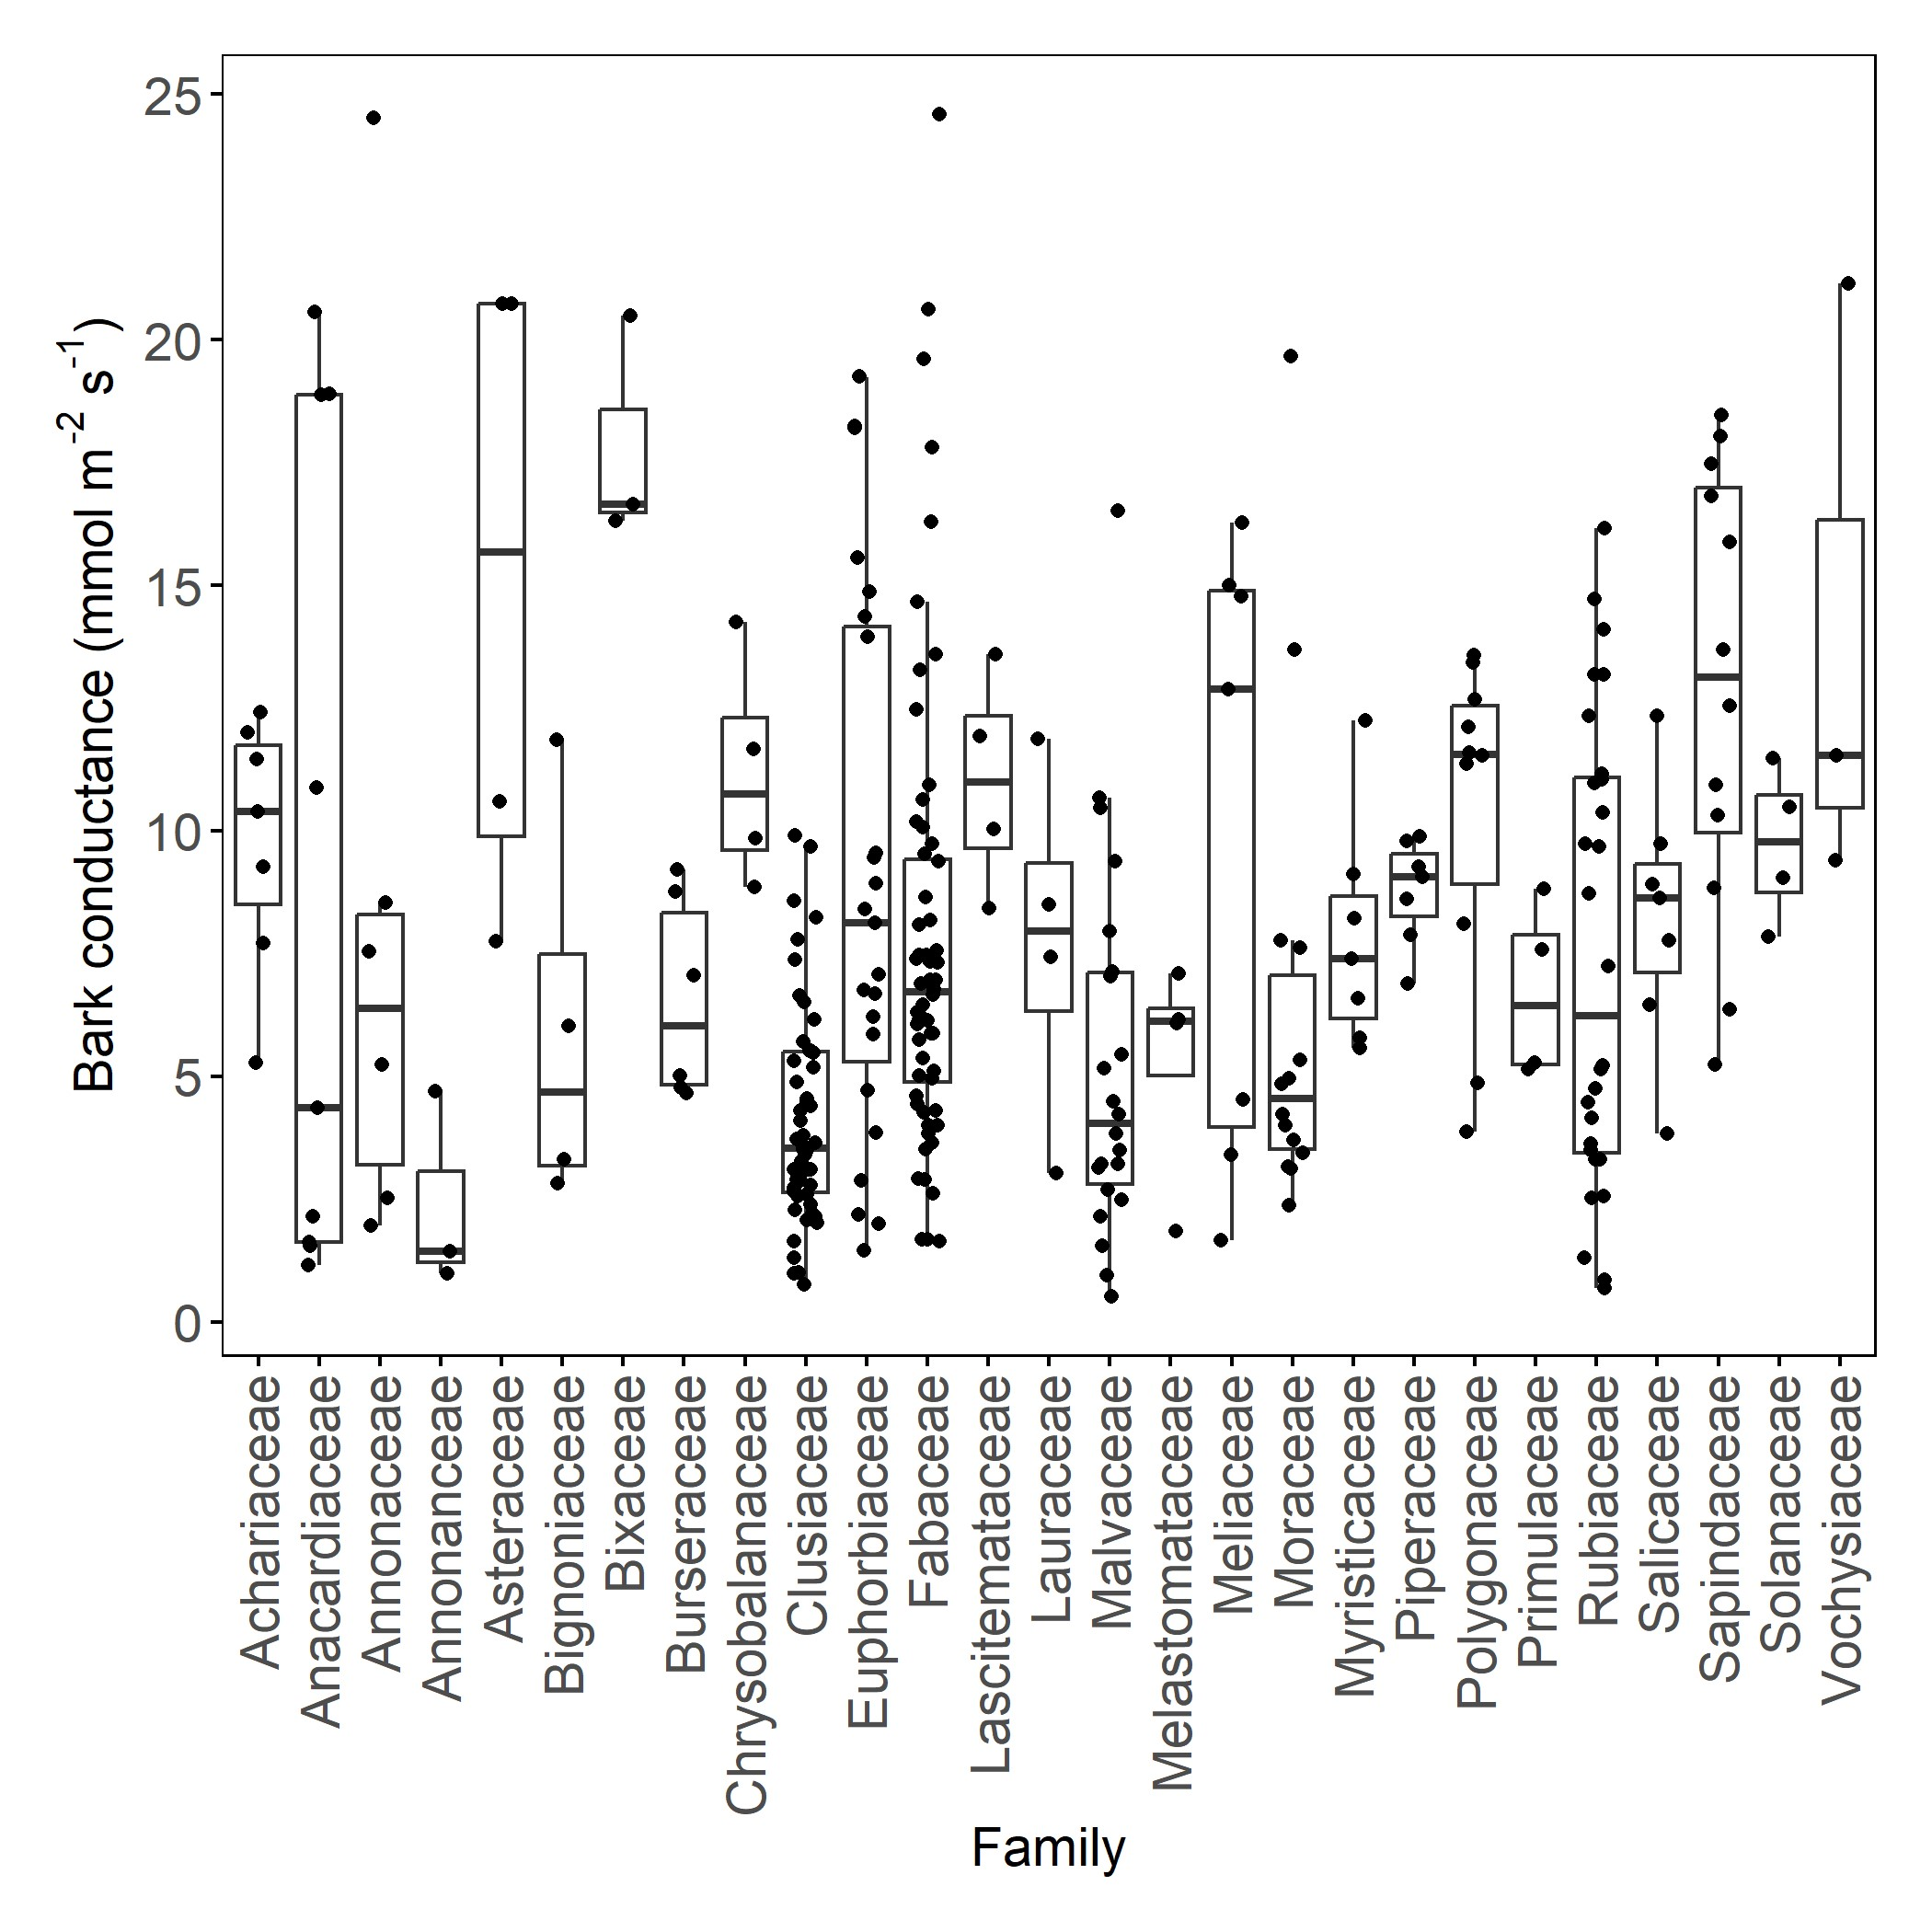 Bark conductance (mmol m⁻² s⁻¹)
25
20
15
10
5
0
Achariaceae
Anacardiaceae
Annonaceae
Annonanceae
Asteraceae
Bignoniaceae
Bixaceae
Burseraceae
Chrysobalanaceae
Clusiaceae
Euphorbiaceae
Fabaceae
Lascitemataceae
Lauraceae
Malvaceae
Melastomataceae
Meliaceae
Moraceae
Myristicaceae
Piperaceae
Polygonaceae
Primulaceae
Rubiaceae
Salicaceae
Sapindaceae
Solanaceae
Vochysiaceae
Family